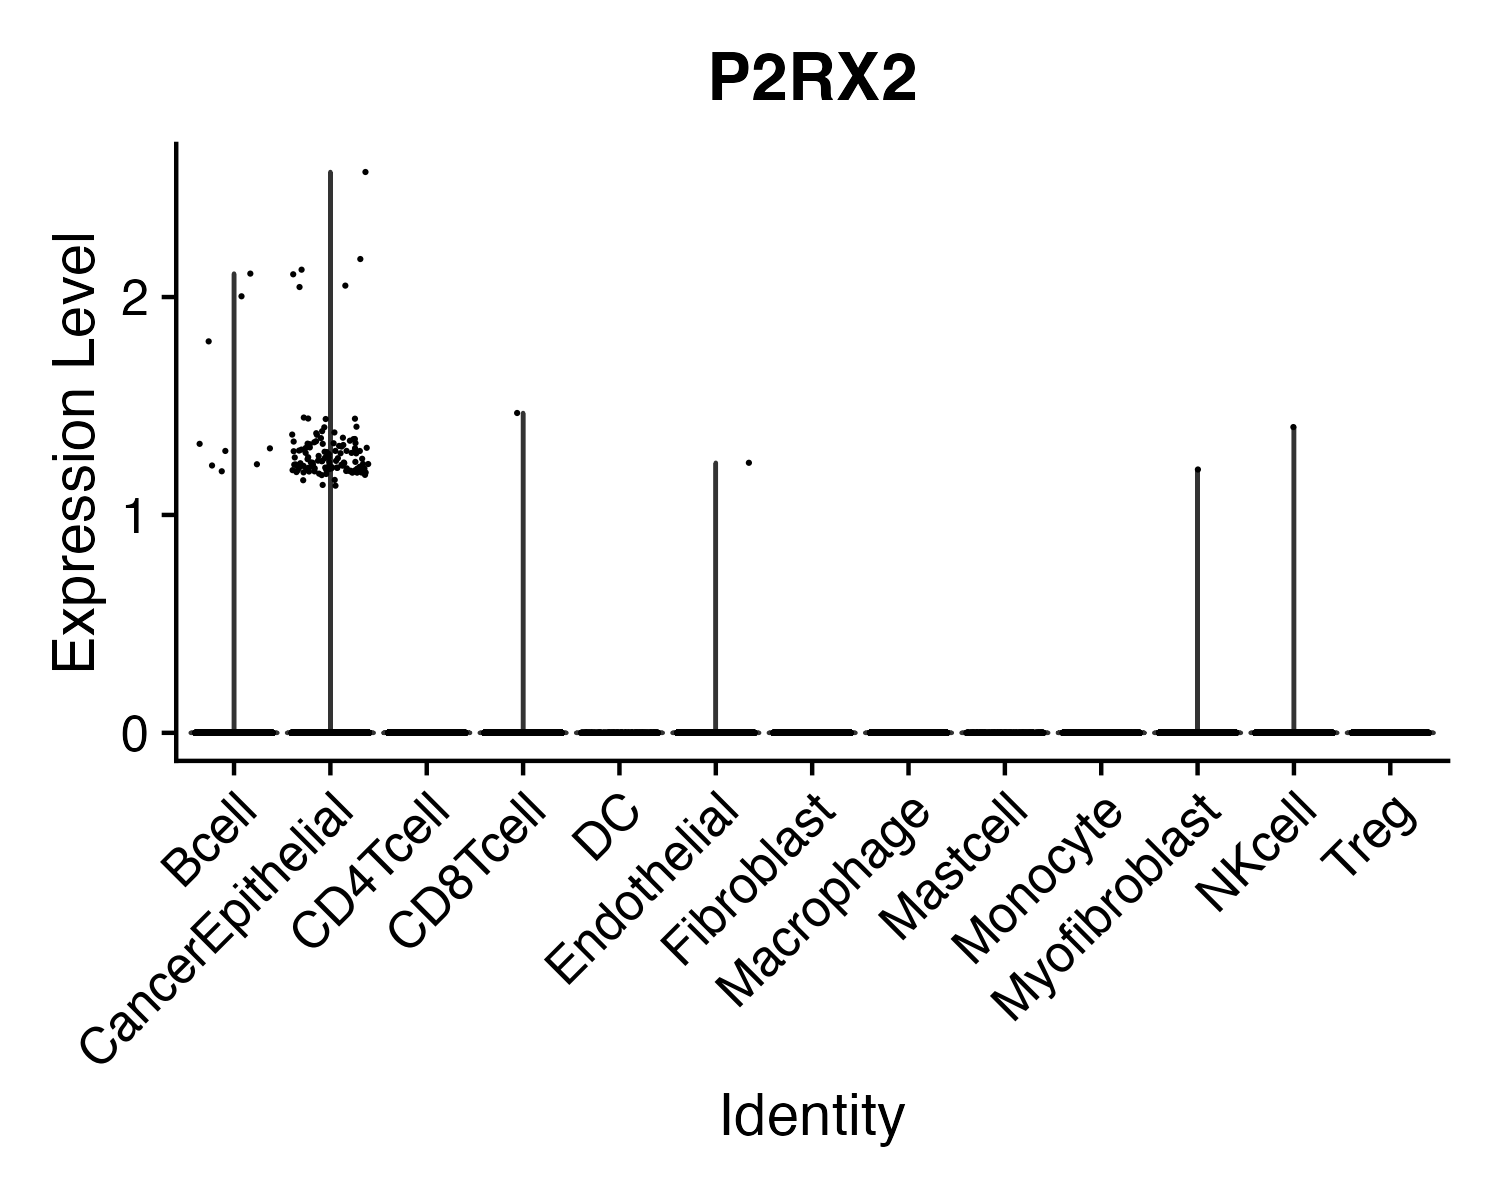 P2RX2
Expression Level
2
1
0
Bcell
CancerEpithelial
CD4Tcell
CD8Tcell
DC
Endothelial
Fibroblast
Macrophage
Mastcell
Monocyte
Myofibroblast
NKcell
Treg
Identity